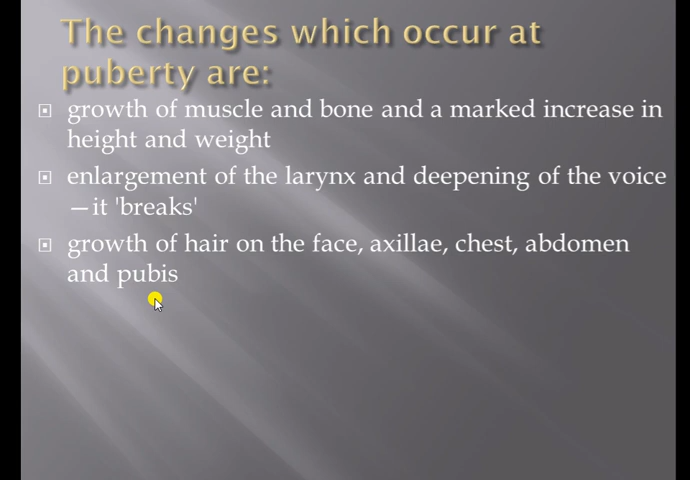 The changes which occur at
puberty are:
growth of muscle and bone and a marked increase in
height and weight
enlargement of the larynx and deepening of the voice
—it 'breaks'
growth of hair on the face, axillae, chest, abdomen
and pubis